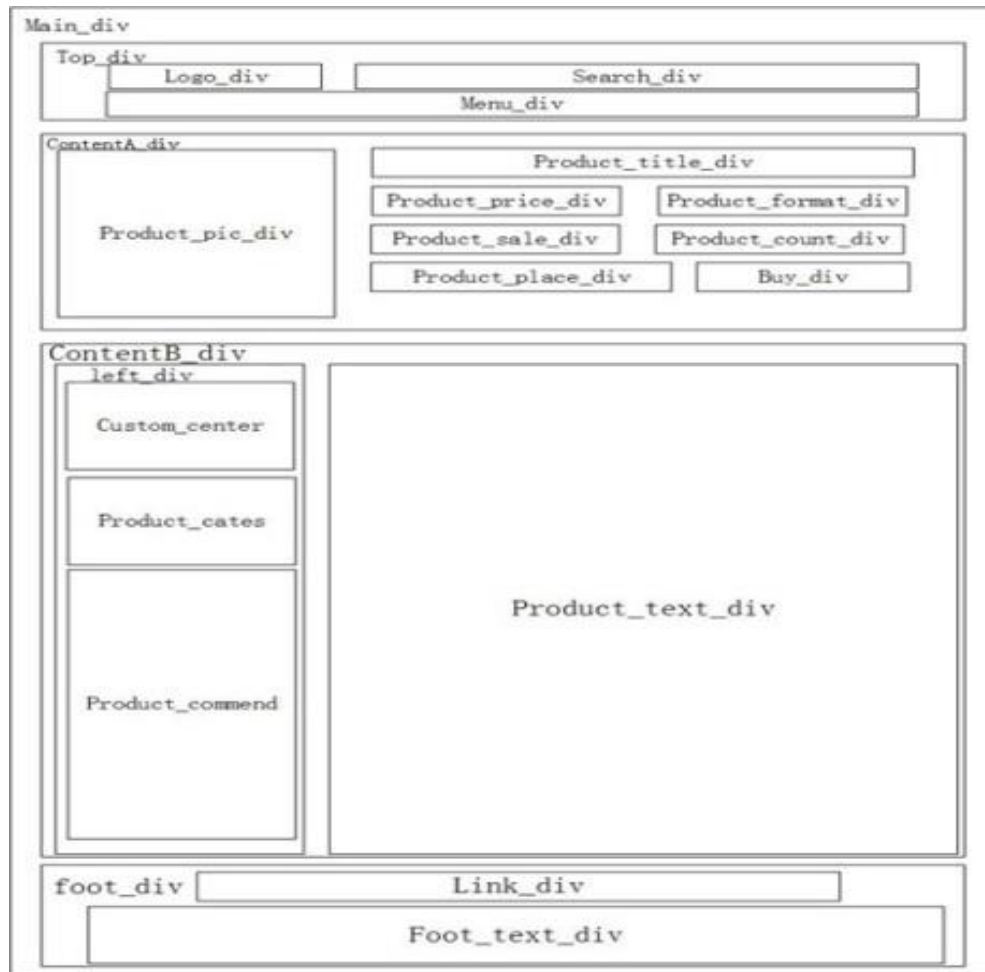 Main_div
Top_div
Logo_div
Search_div
Menu_div
ContentA_div
Product_pic_div
Product_title_div
Product_price_div
Product_format_div
Product_sale_div
Product_count_div
Product_place_div
Buy_div
ContentB_div
left_div
Custom_center
Product_cates
Product_commend
Product_text_div
foot_div
Link_div
Foot_text_div